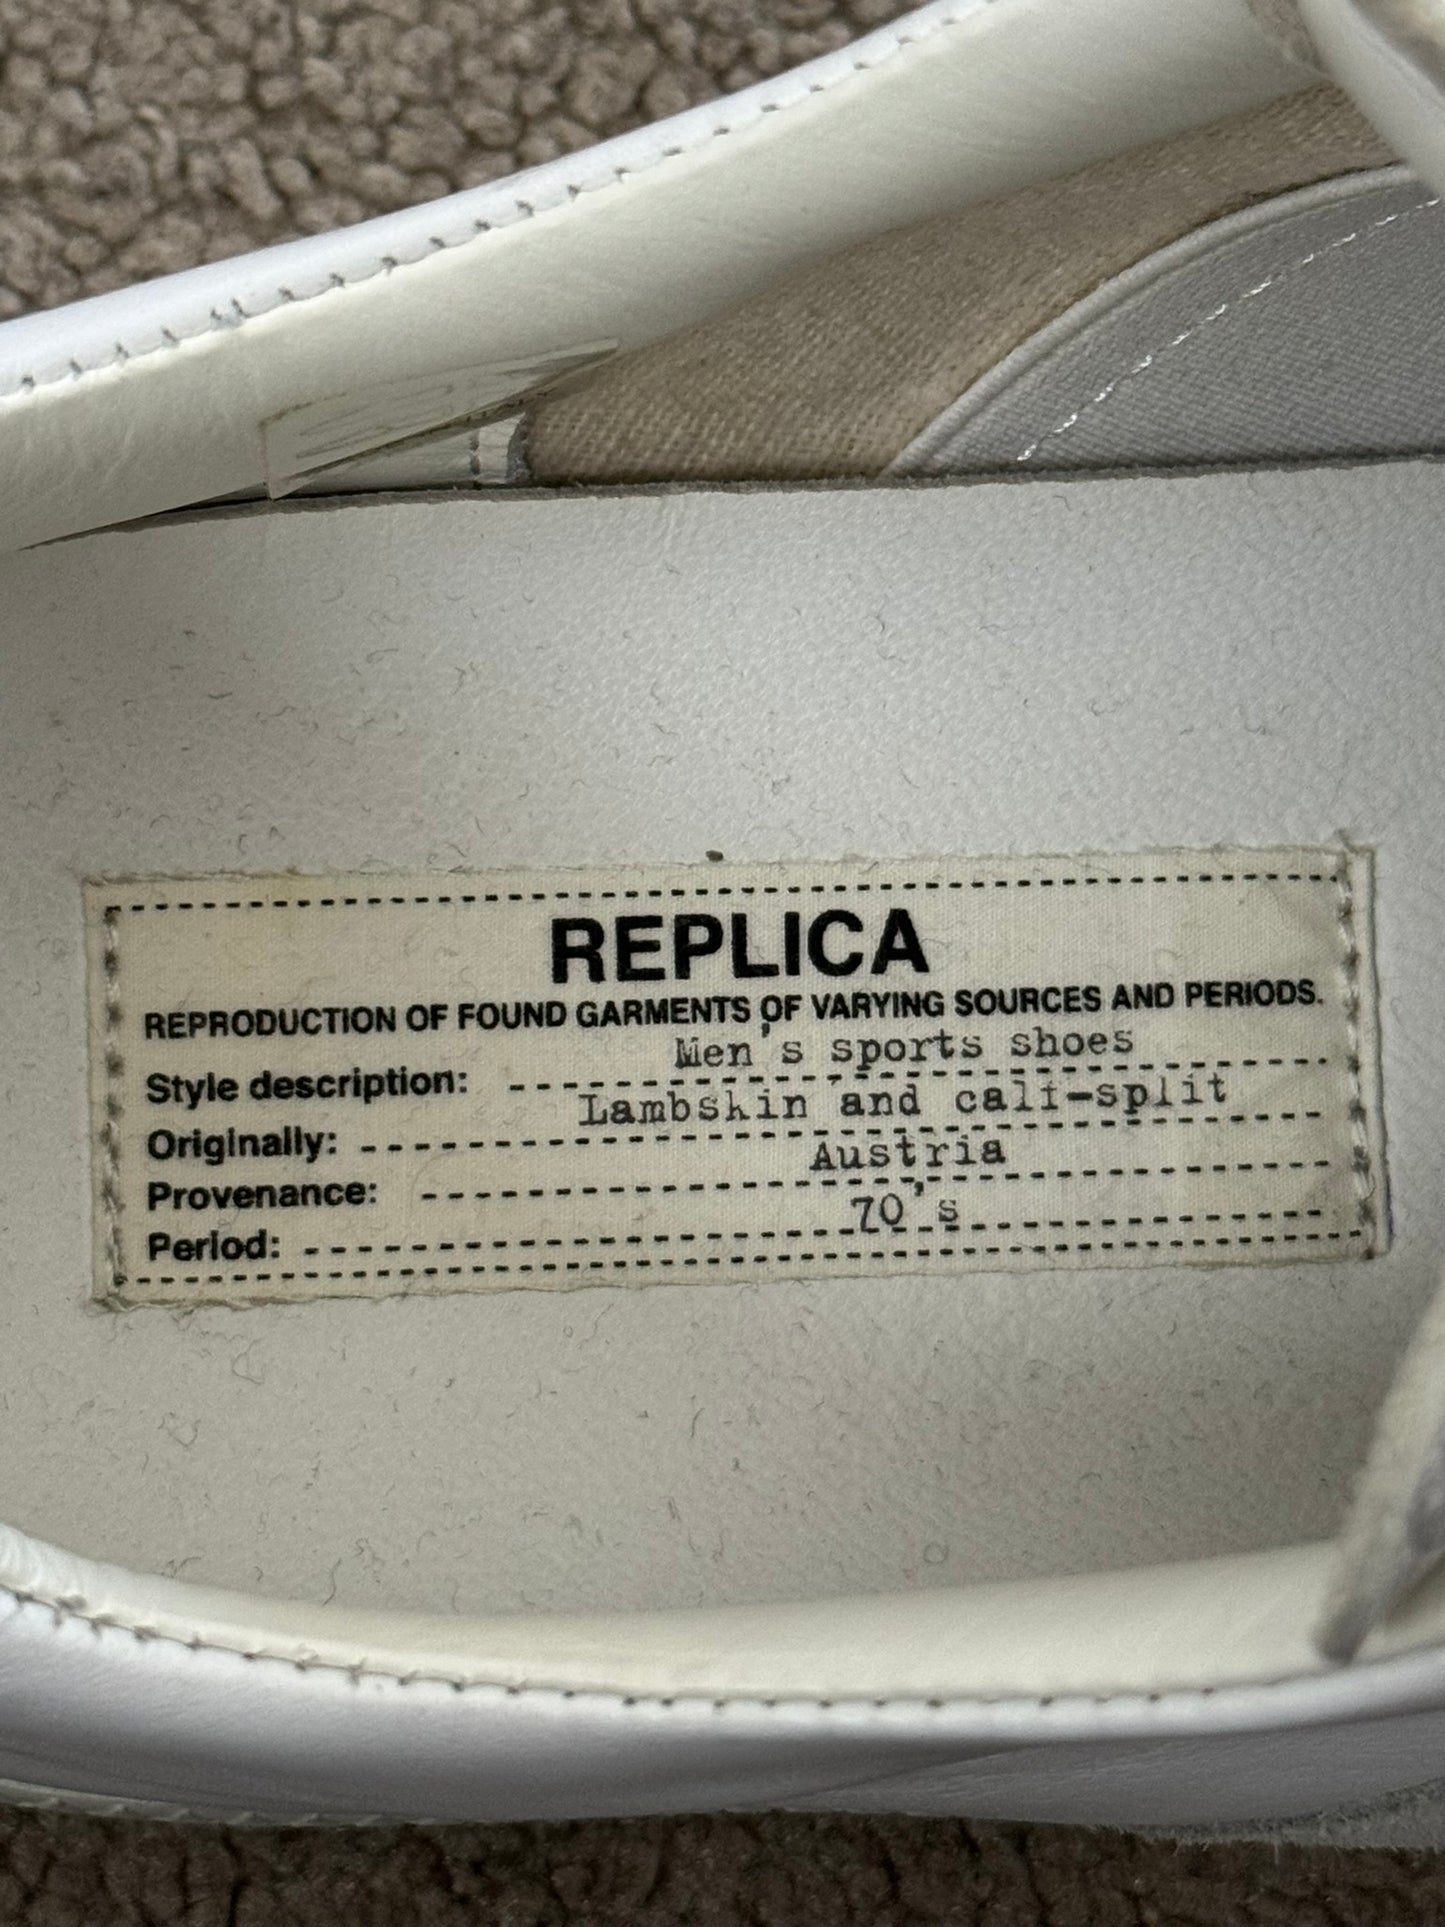 REPLICA
REPRODUCTION OF FOUND GARMENTS OF VARYING SOURCES AND PERIODS.
Style description: Men's sports shoes
Originally: Lambskin and calf-split
Provenance: Austria
Period: 70's